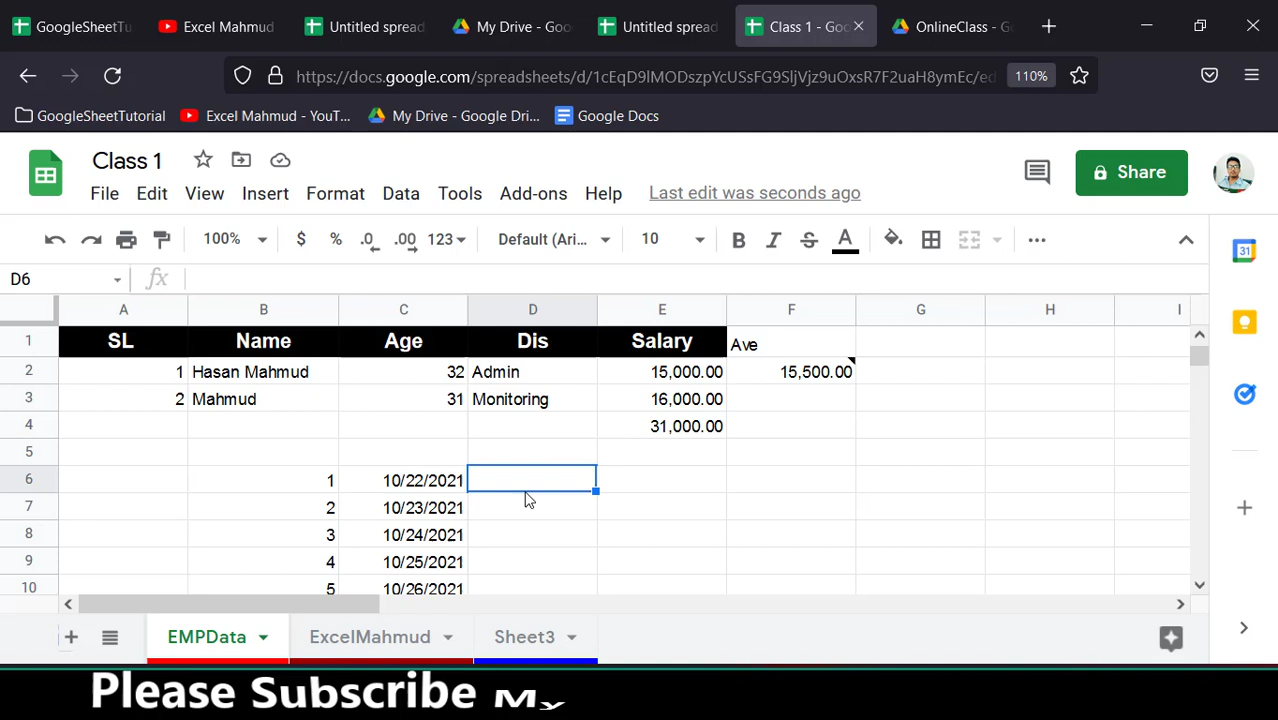 GoogleSheetTu
Excel Mahmud
Untitled spread
My Drive - Goo
Untitled spread
Class 1 - Goo
OnlineClass - G
https://docs.google.com/spreadsheets/d/1cEqD9lMODszpYcUSsFG9SljVjz9uOxsR7F2uaH8ymEc/ed
110%
GoogleSheetTutorial
Excel Mahmud - YouT...
My Drive - Google Dri...
Google Docs
Class 1
File Edit View Insert Format Data Tools Add-ons Help
Last edit was seconds ago
Share
100% $ % .0 .00 123 Default (Ari... 10 B I S A
31
D6 fx
A B C D E F G H I
1 SL Name Age Dis Salary Ave
2 1 Hasan Mahmud 32 Admin 15,000.00 15,500.00
3 2 Mahmud 31 Monitoring 16,000.00
4 31,000.00
5
6 1 10/22/2021
7 2 10/23/2021
8 3 10/24/2021
9 4 10/25/2021
10 5 10/26/2021
EMPData ExcelMahmud Sheet3
Please Subscribe My